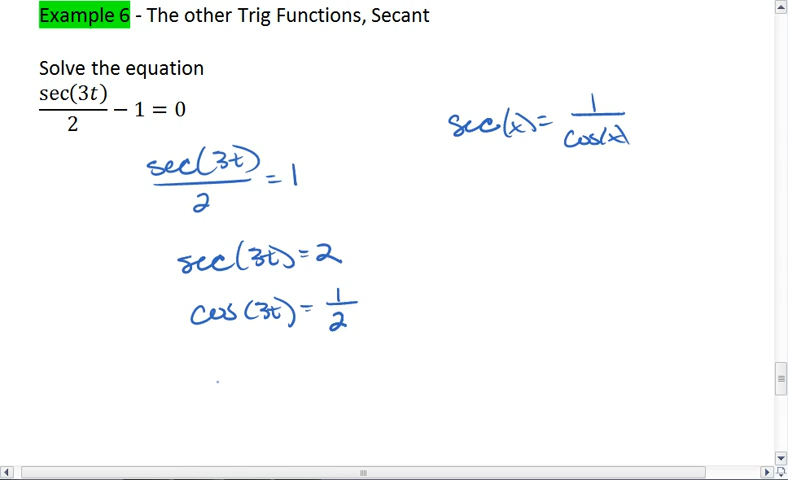 Example 6 - The other Trig Functions, Secant
Solve the equation
sec(3t)/2 − 1 = 0
sec(x) = 1/cos(x)
sec(3t)/2 = 1
sec(3t) = 2
cos(3t) = 1/2